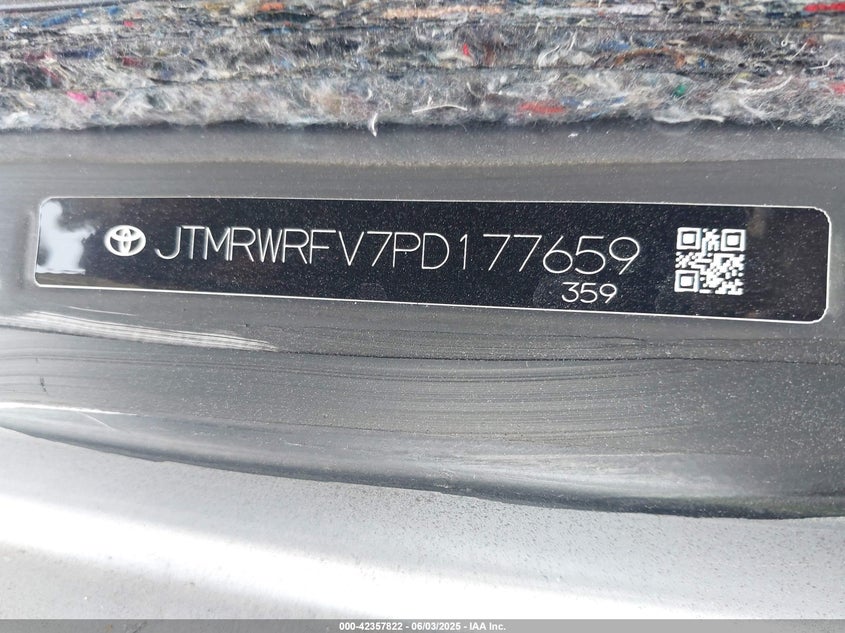 JTMRWRFV7PD177659
359
000-42357822 - 06/03/2025 - IAA Inc.